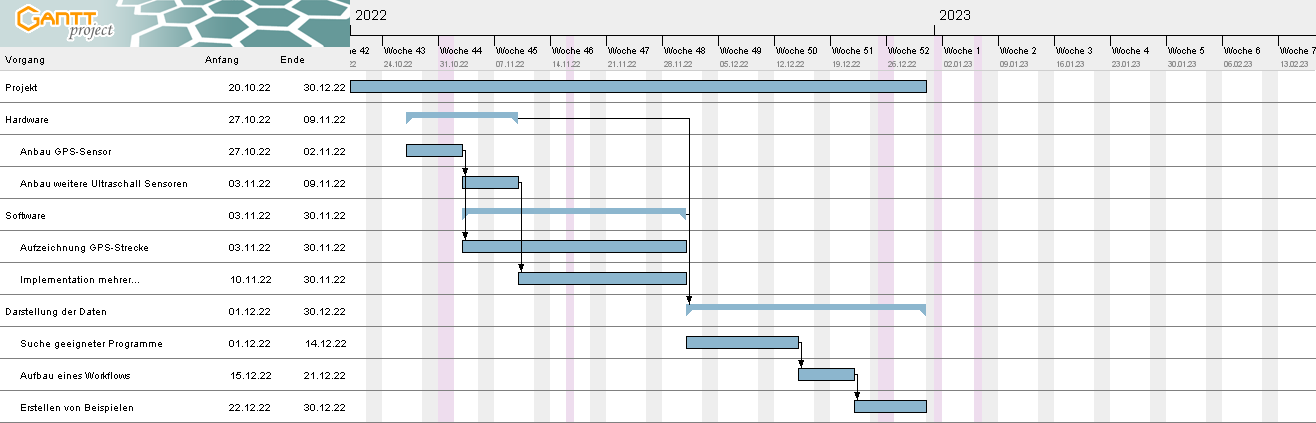 GANTT project
2022 2023
e 42 Woche 43 Woche 44 Woche 45 Woche 46 Woche 47 Woche 48 Woche 49 Woche 50 Woche 51 Woche 52 Woche 1 Woche 2 Woche 3 Woche 4 Woche 5 Woche 6 Woche 7
22 24.10.22 31.10.22 07.11.22 14.11.22 21.11.22 28.11.22 05.12.22 12.12.22 19.12.22 26.12.22 02.01.23 09.01.23 16.01.23 23.01.23 30.01.23 06.02.23 13.02.23
Vorgang Anfang Ende
Projekt 20.10.22 30.12.22
Hardware 27.10.22 09.11.22
Anbau GPS-Sensor 27.10.22 02.11.22
Anbau weitere Ultraschall Sensoren 03.11.22 09.11.22
Software 03.11.22 30.11.22
Aufzeichnung GPS-Strecke 03.11.22 30.11.22
Implementation mehrer... 10.11.22 30.11.22
Darstellung der Daten 01.12.22 30.12.22
Suche geeigneter Programme 01.12.22 14.12.22
Aufbau eines Workflows 15.12.22 21.12.22
Erstellen von Beispielen 22.12.22 30.12.22